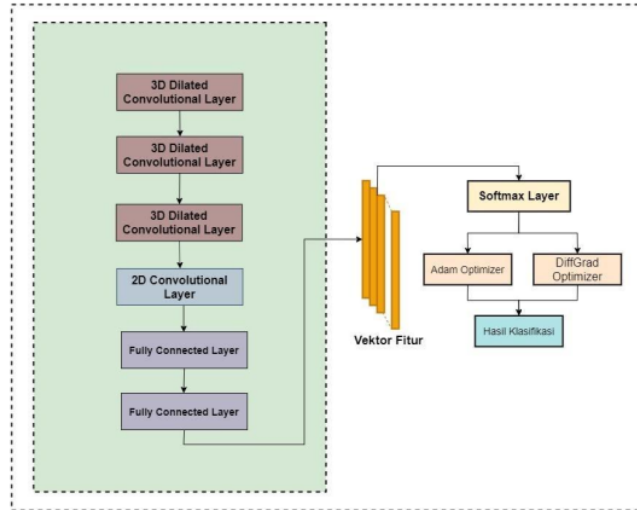 3D Dilated
Convolutional Layer
3D Dilated
Convolutional Layer
3D Dilated
Convolutional Layer
2D Convolutional
Layer
Fully Connected Layer
Fully Connected Layer
Vektor Fitur
Softmax Layer
Adam Optimizer
DiffGrad
Optimizer
Hasil Klasifikasi